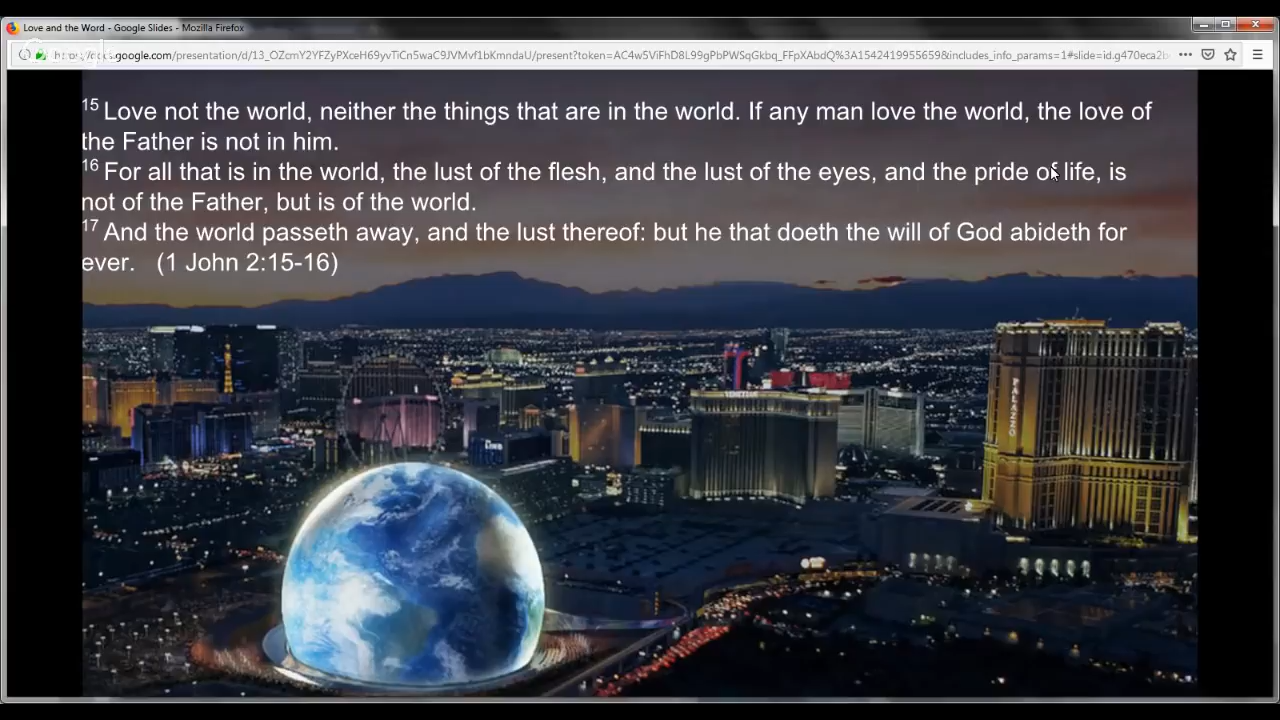 Love and the Word - Google Slides - Mozilla Firefox
15 Love not the world, neither the things that are in the world. If any man love the world, the love of
the Father is not in him.
16 For all that is in the world, the lust of the flesh, and the lust of the eyes, and the pride of life, is
not of the Father, but is of the world.
17 And the world passeth away, and the lust thereof: but he that doeth the will of God abideth for
ever. (1 John 2:15-16)
VENETIAN
PALAZZO
LINQ